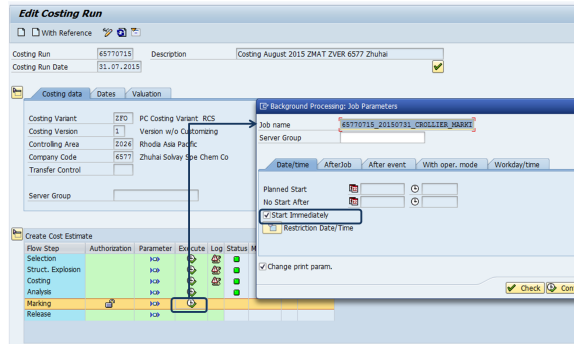 Edit Costing Run
With Reference
Costing Run 65770715 Description Costing August 2015 ZMAT ZVER 6577 Zhuhai
Costing Run Date 31.07.2015
Costing data Dates Valuation
Costing Variant ZPO PC Costing Variant RCS
Costing Version 1 Version w/o Customizing
Controlling Area Z026 Rhodia Asia Pacific
Company Code 6577 Zhuhai Solvay Spe Chem Co
Transfer Control
Server Group
Create Cost Estimate
Flow Step Authorization Parameter Execute Log Status M
Selection
Struct. Explosion
Costing
Analysis
Marking
Release
Background Processing: Job Parameters
Job name 65770715_20150731_CROLLIER_MARKI
Server Group
Date/time AfterJob After event With oper. mode Workday/time
Planned Start
No Start After
Start Immediately
Restriction Date/Time
Change print param.
Check Con